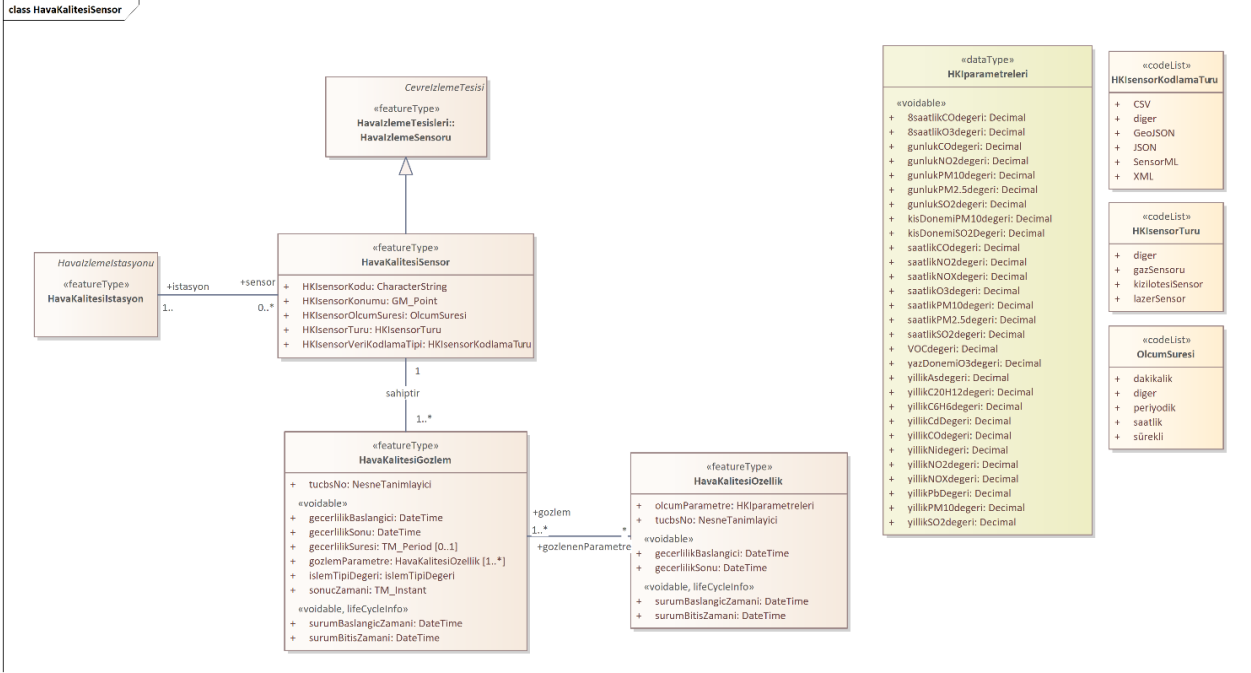 class HavaKalitesiSensor
CevreIzlemeTesisi
«featureType»
HavaIzlemeTesisleri::
HavaIzlemeSensoru
HavaIzlemeIstasyonu
«featureType»
HavaKalitesiIstasyon
+istasyon
1..
+sensor
0..*
«featureType»
HavaKalitesiSensor
+ HKIsensorKodu: CharacterString
+ HKIsensorKonumu: GM_Point
+ HKIsensorOlcumSuresi: OlcumSuresi
+ HKIsensorTuru: HKIsensorTuru
+ HKIsensorVeriKodlamaTipi: HKIsensorKodlamaTuru
1
sahiptir
1..*
«featureType»
HavaKalitesiGozlem
+ tucbsNo: NesneTanimlayici
«voidable»
+ gecerlilikBaslangici: DateTime
+ gecerlilikSonu: DateTime
+ gecerlilikSuresi: TM_Period [0..1]
+ gozlemParametre: HavaKalitesiOzellik [1..*]
+ islemTipiDegeri: islemTipiDegeri
+ sonucZamani: TM_Instant
«voidable, lifeCycleInfo»
+ surumBaslangicZamani: DateTime
+ surumBitisZamani: DateTime
+gozlem
1..*
*
+gozlenenParametre
«featureType»
HavaKalitesiOzellik
+ olcumParametre: HKIparametreleri
+ tucbsNo: NesneTanimlayici
«voidable»
+ gecerlilikBaslangici: DateTime
+ gecerlilikSonu: DateTime
«voidable, lifeCycleInfo»
+ surumBaslangicZamani: DateTime
+ surumBitisZamani: DateTime
«dataType»
HKIparametreleri
«voidable»
+ 8saatlikCOdegeri: Decimal
+ 8saatlikO3degeri: Decimal
+ gunlukCOdegeri: Decimal
+ gunlukNO2degeri: Decimal
+ gunlukPM10degeri: Decimal
+ gunlukPM2.5degeri: Decimal
+ gunlukSO2degeri: Decimal
+ kisDonemiPM10degeri: Decimal
+ kisDonemiSO2Degeri: Decimal
+ saatlikCOdegeri: Decimal
+ saatlikNO2degeri: Decimal
+ saatlikNOXdegeri: Decimal
+ saatlikO3degeri: Decimal
+ saatlikPM10degeri: Decimal
+ saatlikPM2.5degeri: Decimal
+ saatlikSO2degeri: Decimal
+ VOCdegeri: Decimal
+ yazDonemiO3degeri: Decimal
+ yillikAsdegeri: Decimal
+ yillikC20H12degeri: Decimal
+ yillikC6H6degeri: Decimal
+ yillikCdDegeri: Decimal
+ yillikCOdegeri: Decimal
+ yillikNidegeri: Decimal
+ yillikNO2degeri: Decimal
+ yillikNOXdegeri: Decimal
+ yillikPbDegeri: Decimal
+ yillikPM10degeri: Decimal
+ yillikSO2degeri: Decimal
«codeList»
HKIsensorKodlamaTuru
+ CSV
+ diger
+ GeoJSON
+ JSON
+ SensorML
+ XML
«codeList»
HKIsensorTuru
+ diger
+ gazSensoru
+ kizilotesiSensor
+ lazerSensor
«codeList»
OlcumSuresi
+ dakikalik
+ diger
+ periyodik
+ saatlik
+ sürekli